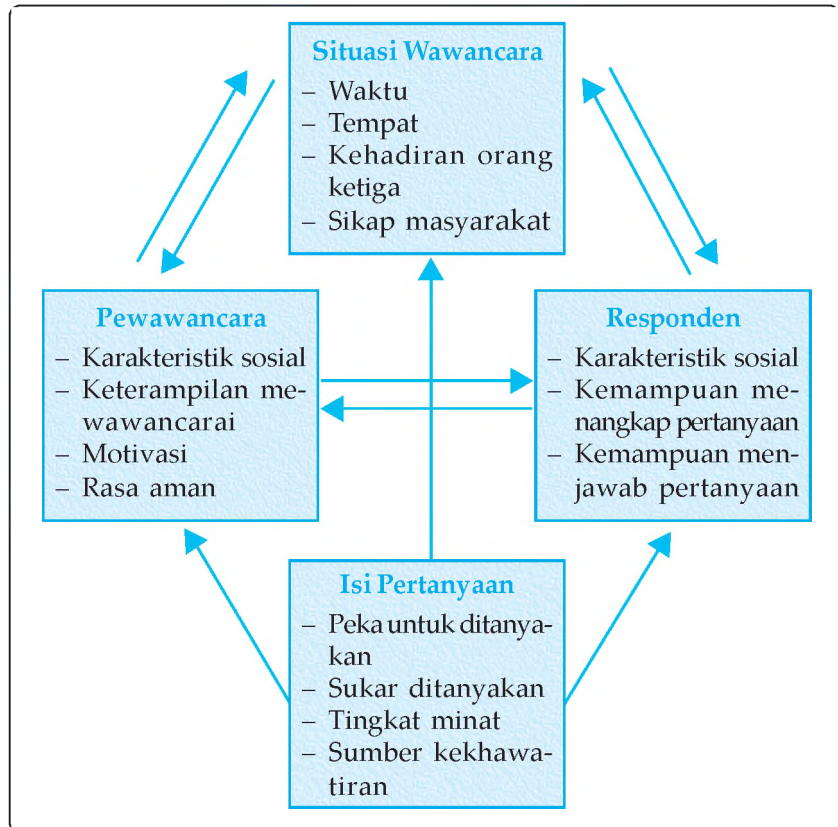 Situasi Wawancara
– Waktu
– Tempat
– Kehadiran orang
ketiga
– Sikap masyarakat
Pewawancara
– Karakteristik sosial
– Keterampilan me-
wawancarai
– Motivasi
– Rasa aman
Responden
– Karakteristik sosial
– Kemampuan me-
nangkap pertanyaan
– Kemampuan men-
jawab pertanyaan
Isi Pertanyaan
– Peka untuk ditanya-
kan
– Sukar ditanyakan
– Tingkat minat
– Sumber kekhawa-
tiran